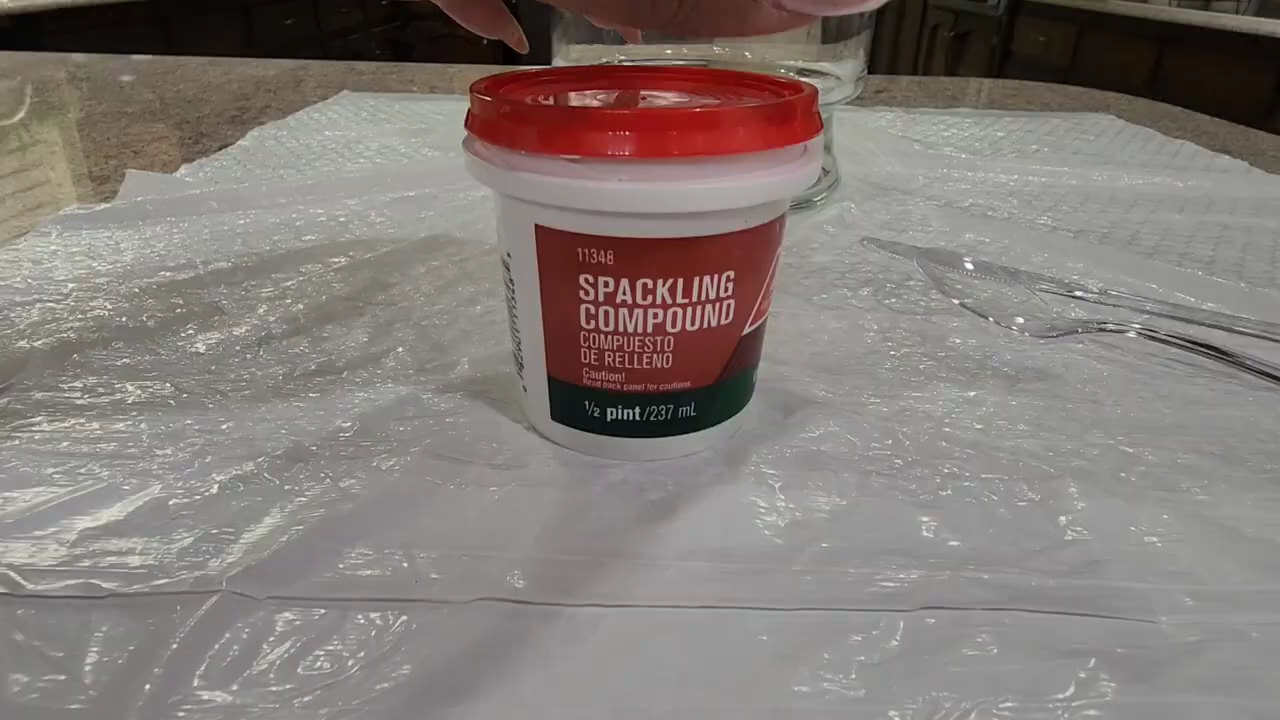 11348
SPACKLING
COMPOUND
COMPUESTO
DE RELLENO
Caution!
Read back panel for cautions.
½ pint/237 mL